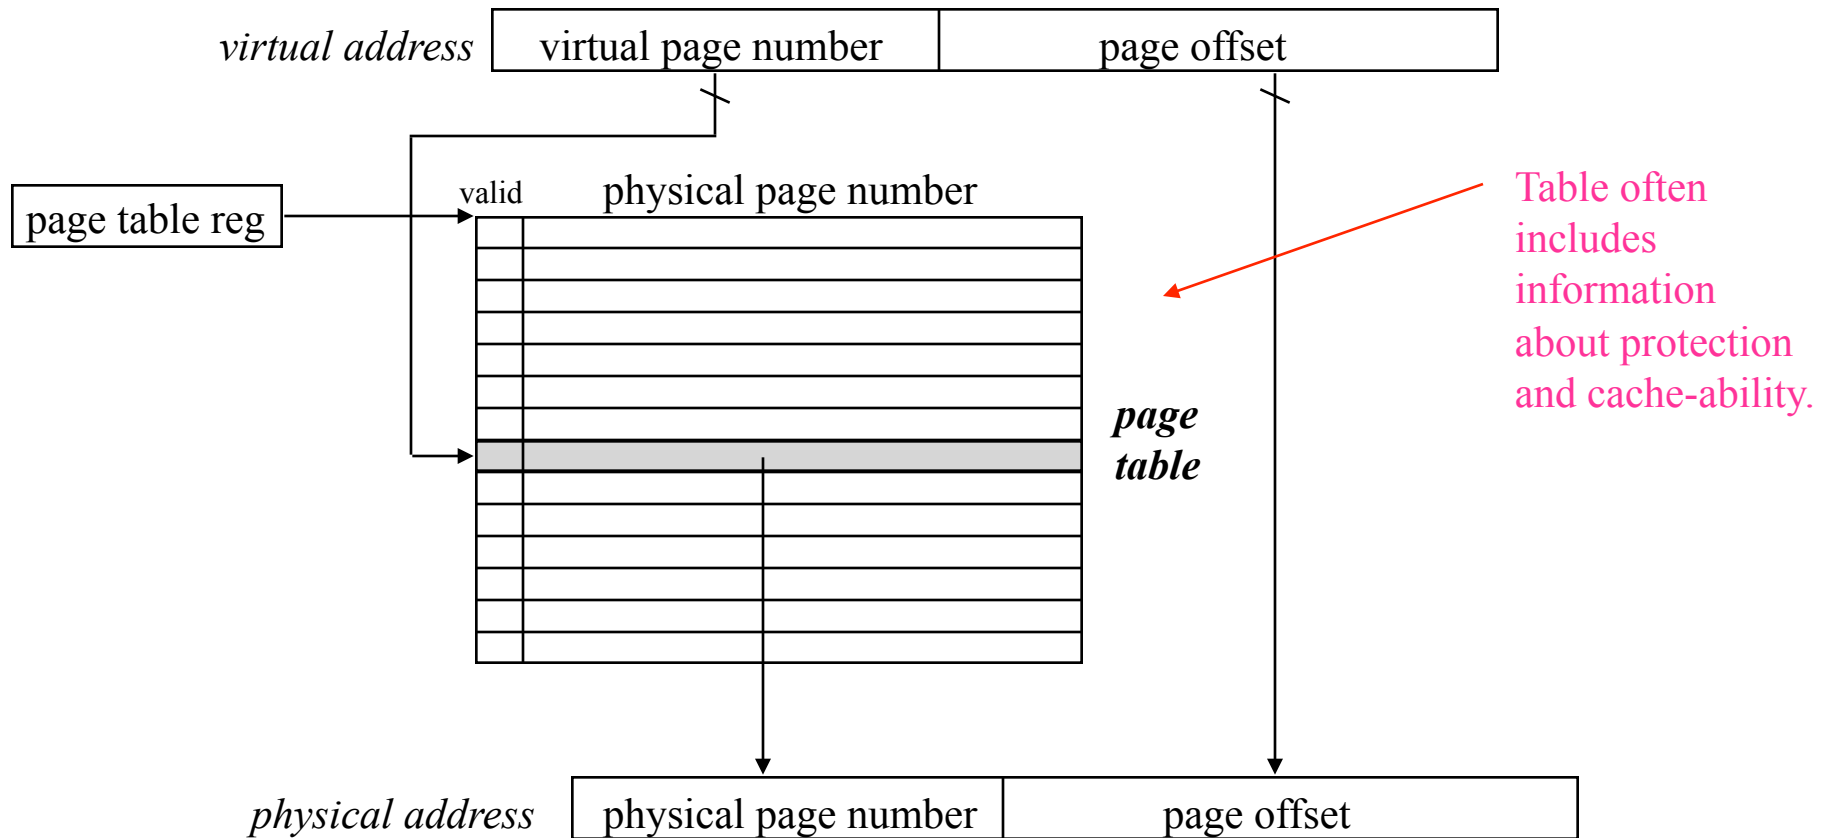 virtual address virtual page number page offset
page table reg
valid physical page number
Table often
includes
information
about protection
and cache-ability.
page
table
physical address physical page number page offset